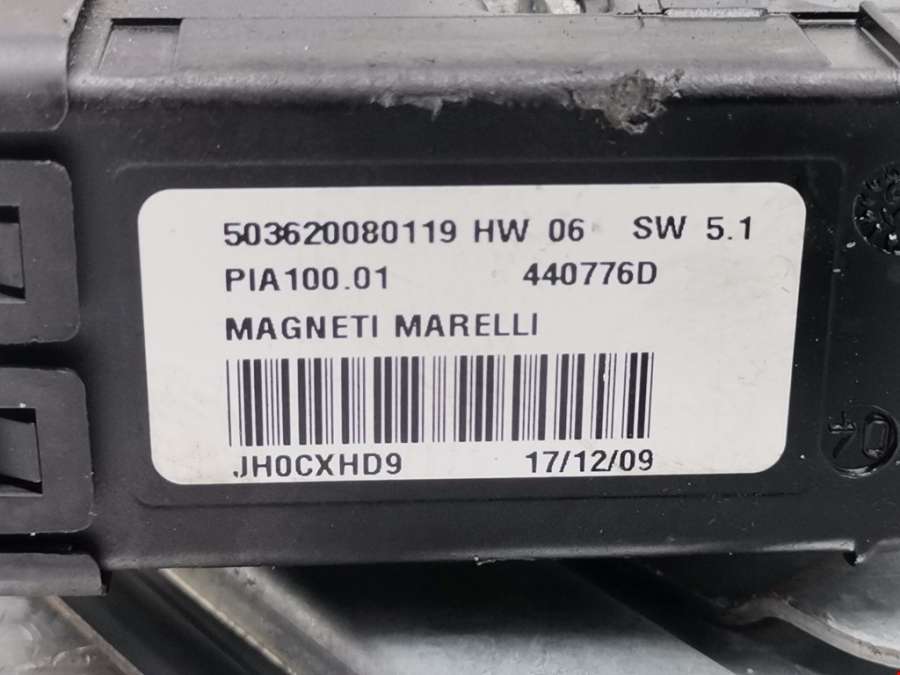 503620080119 HW 06 SW 5.1
PIA100.01 440776D
MAGNETI MARELLI
JH0CXHD9 17/12/09